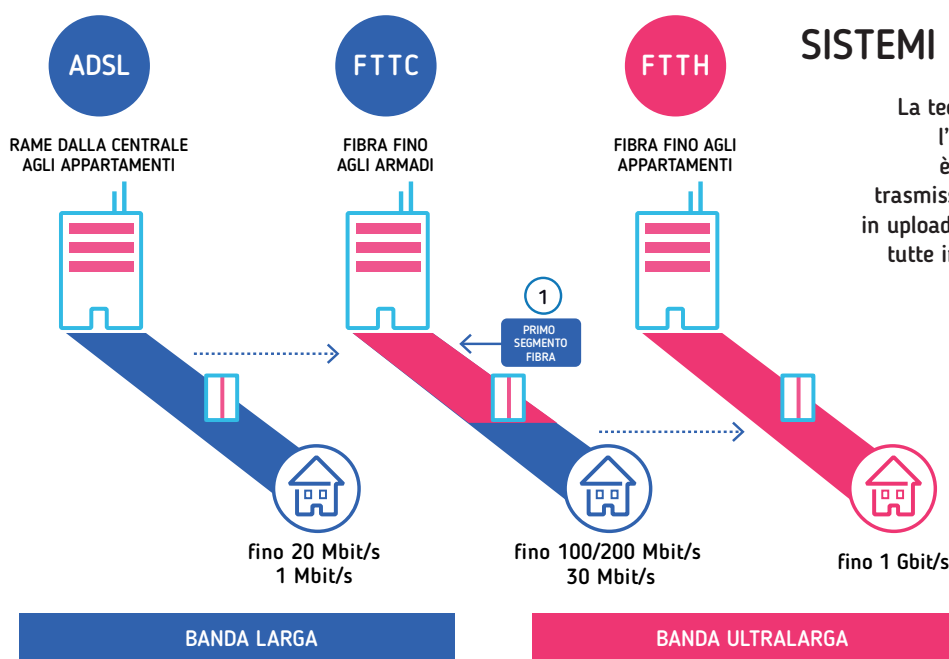 ADSL
RAME DALLA CENTRALE
AGLI APPARTAMENTI
fino 20 Mbit/s
1 Mbit/s
FTTC
FIBRA FINO
AGLI ARMADI
1
PRIMO
SEGMENTO
FIBRA
fino 100/200 Mbit/s
30 Mbit/s
FTTH
FIBRA FINO AGLI
APPARTAMENTI
fino 1 Gbit/s
BANDA LARGA
BANDA ULTRALARGA
SISTEMI
La tec
l'
è
trasmiss
in upload
tutte i